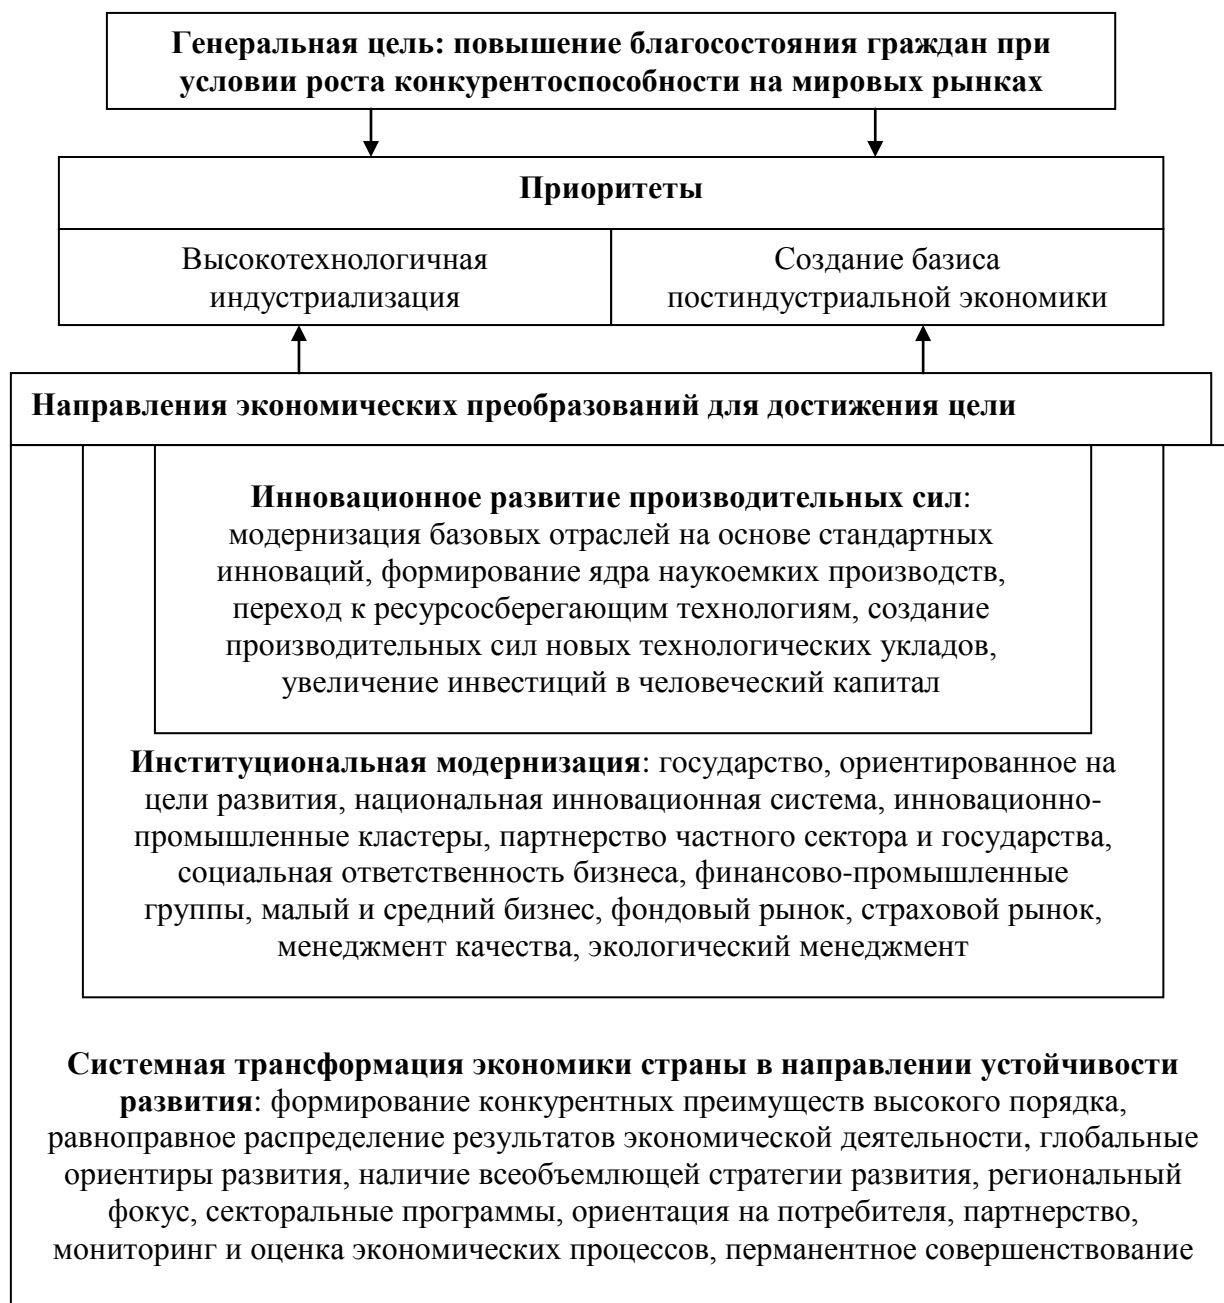 Генеральная цель: повышение благосостояния граждан при
условии роста конкурентоспособности на мировых рынках
Приоритеты
Высокотехнологичная
индустриализация
Создание базиса
постиндустриальной экономики
Направления экономических преобразований для достижения цели
Инновационное развитие производительных сил:
модернизация базовых отраслей на основе стандартных
инноваций, формирование ядра наукоемких производств,
переход к ресурсосберегающим технологиям, создание
производительных сил новых технологических укладов,
увеличение инвестиций в человеческий капитал
Институциональная модернизация: государство, ориентированное на
цели развития, национальная инновационная система, инновационно-
промышленные кластеры, партнерство частного сектора и государства,
социальная ответственность бизнеса, финансово-промышленные
группы, малый и средний бизнес, фондовый рынок, страховой рынок,
менеджмент качества, экологический менеджмент
Системная трансформация экономики страны в направлении устойчивости
развития: формирование конкурентных преимуществ высокого порядка,
равноправное распределение результатов экономической деятельности, глобальные
ориентиры развития, наличие всеобъемлющей стратегии развития, региональный
фокус, секторальные программы, ориентация на потребителя, партнерство,
мониторинг и оценка экономических процессов, перманентное совершенствование